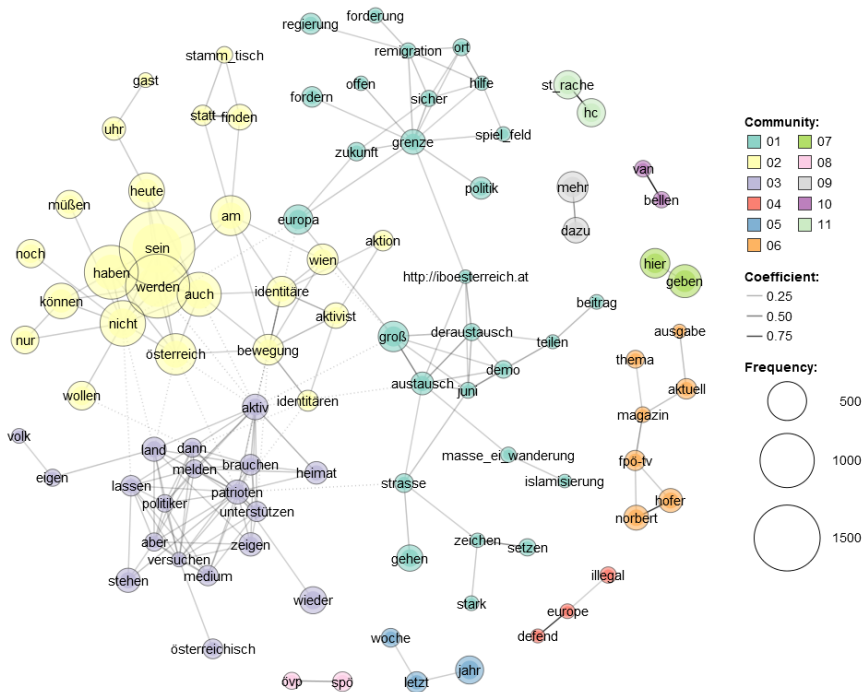 forderung
regierung
remigration
ort
stamm_tisch
gast
offen
hilfe
st_rache
fordern
sicher
hc
statt
finden
uhr
spiel_feld
grenze
zukunft
van
heute
politik
mehr
bellen
müßen
am
europa
dazu
sein
noch
wien
aktion
haben
hier
http://iboesterreich.at
geben
werden
auch
identitäre
können
beitrag
nicht
aktivist
deraustausch
ausgabe
groß
teilen
nur
österreich
bewegung
thema
demo
austausch
juni
aktuell
wollen
identitären
aktiv
magazin
volk
land
dann
masse_ei_wanderung
melden
brauchen
heimat
fpö-tv
eigen
strasse
islamisierung
lassen
patrioten
politiker
hofer
unterstützen
norbert
aber
zeigen
zeichen
setzen
versuchen
gehen
stehen
medium
illegal
wieder
stark
europe
defend
österreichisch
woche
övp
spö
letzt
jahr
Community:
01
07
02
08
03
09
04
10
05
11
06
Coefficient:
0.25
0.50
0.75
Frequency:
500
1000
1500